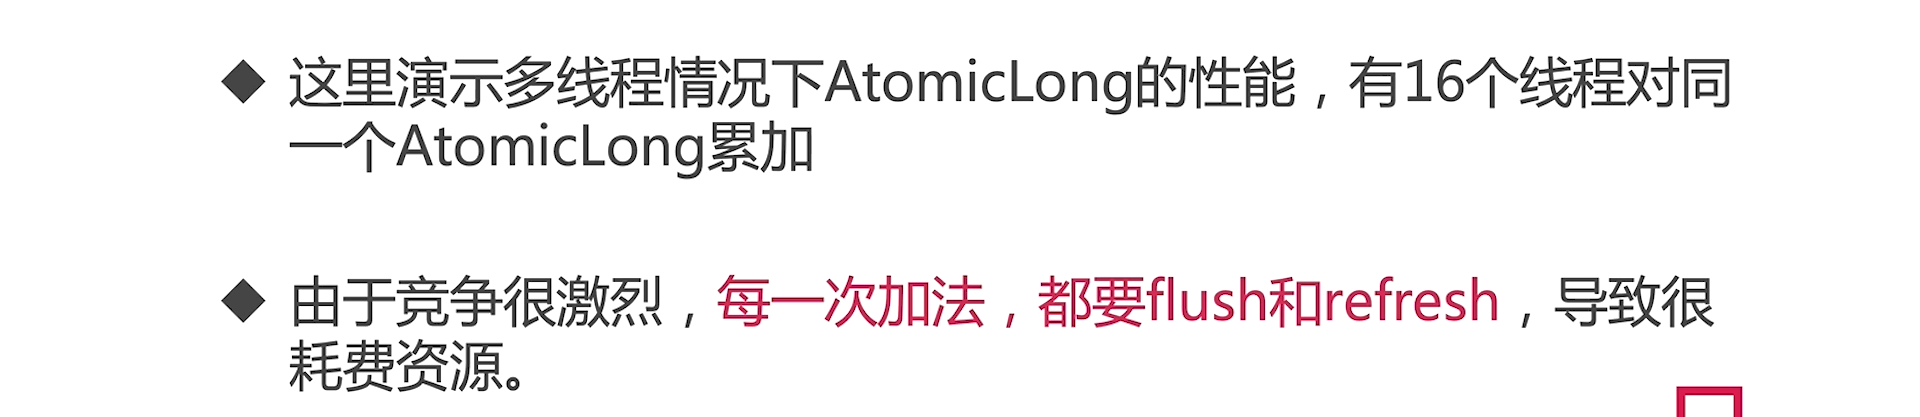 ◆ 这里演示多线程情况下AtomicLong的性能，有16个线程对同
一个AtomicLong累加
◆ 由于竞争很激烈，每一次加法，都要flush和refresh，导致很
耗费资源。